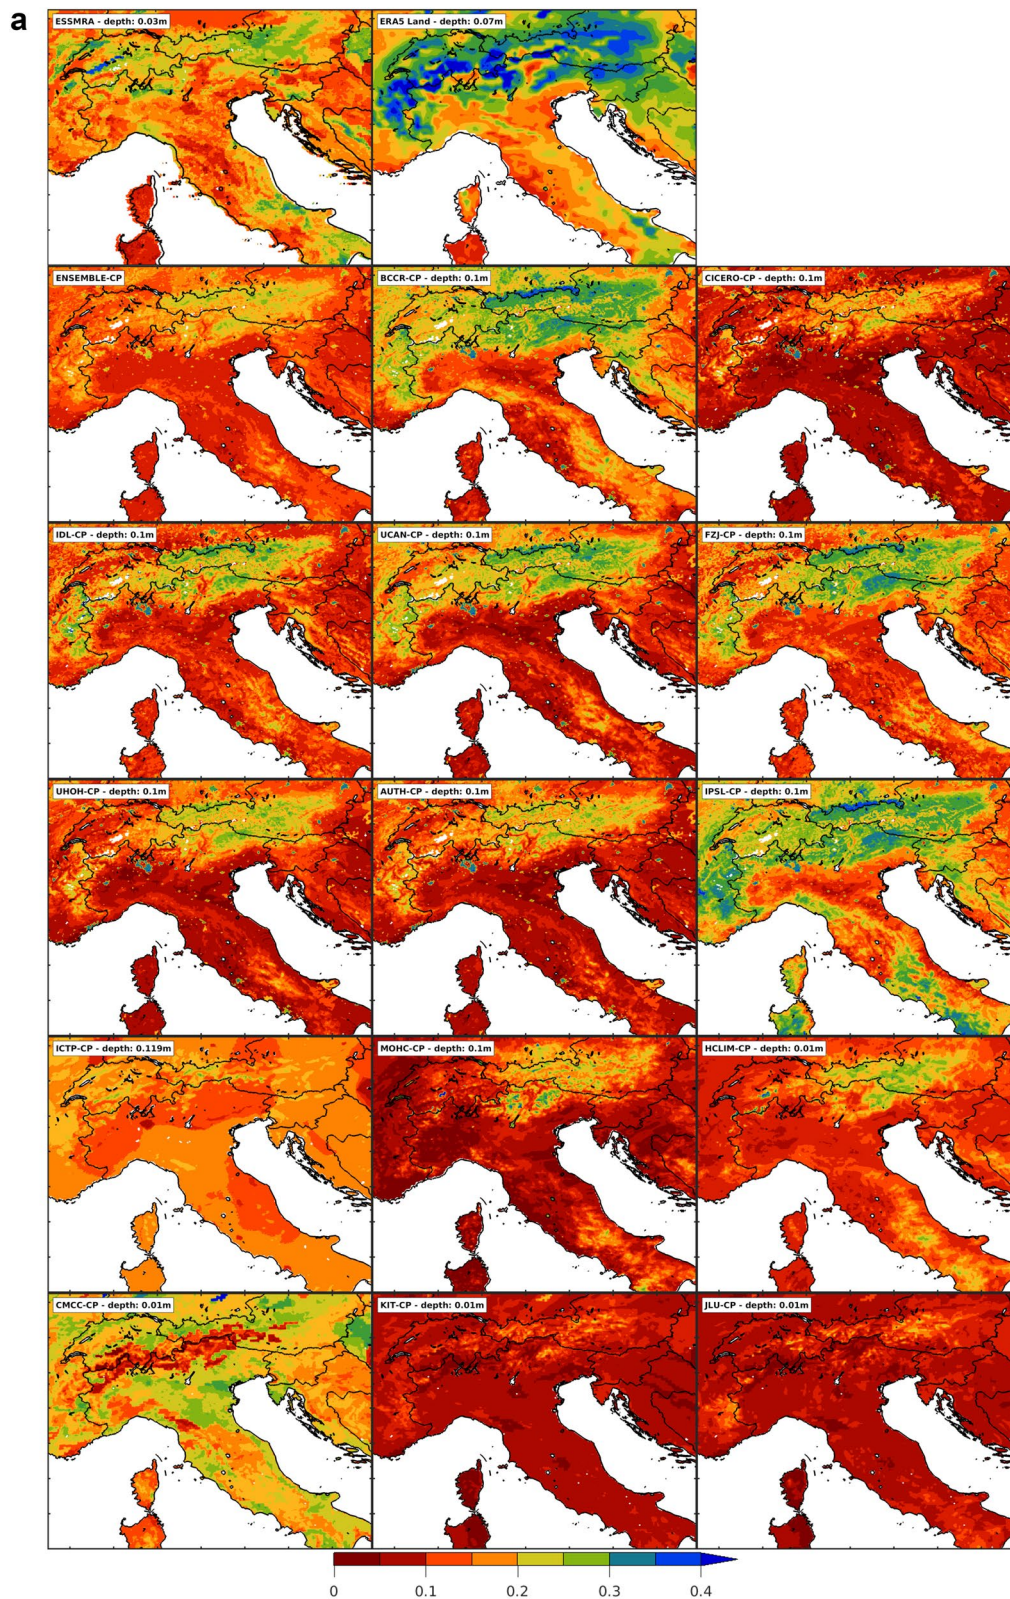 a
ESSMRA - depth: 0.03m
ERA5 Land - depth: 0.07m
ENSEMBLE-CP
BCCR-CP - depth: 0.1m
CICERO-CP - depth: 0.1m
IDL-CP - depth: 0.1m
UCAN-CP - depth: 0.1m
FZJ-CP - depth: 0.1m
UHOH-CP - depth: 0.1m
AUTH-CP - depth: 0.1m
IPSL-CP - depth: 0.1m
ICTP-CP - depth: 0.119m
MOHC-CP - depth: 0.1m
HCLIM-CP - depth: 0.01m
CMCC-CP - depth: 0.01m
KIT-CP - depth: 0.01m
JLU-CP - depth: 0.01m
0 0.1 0.2 0.3 0.4